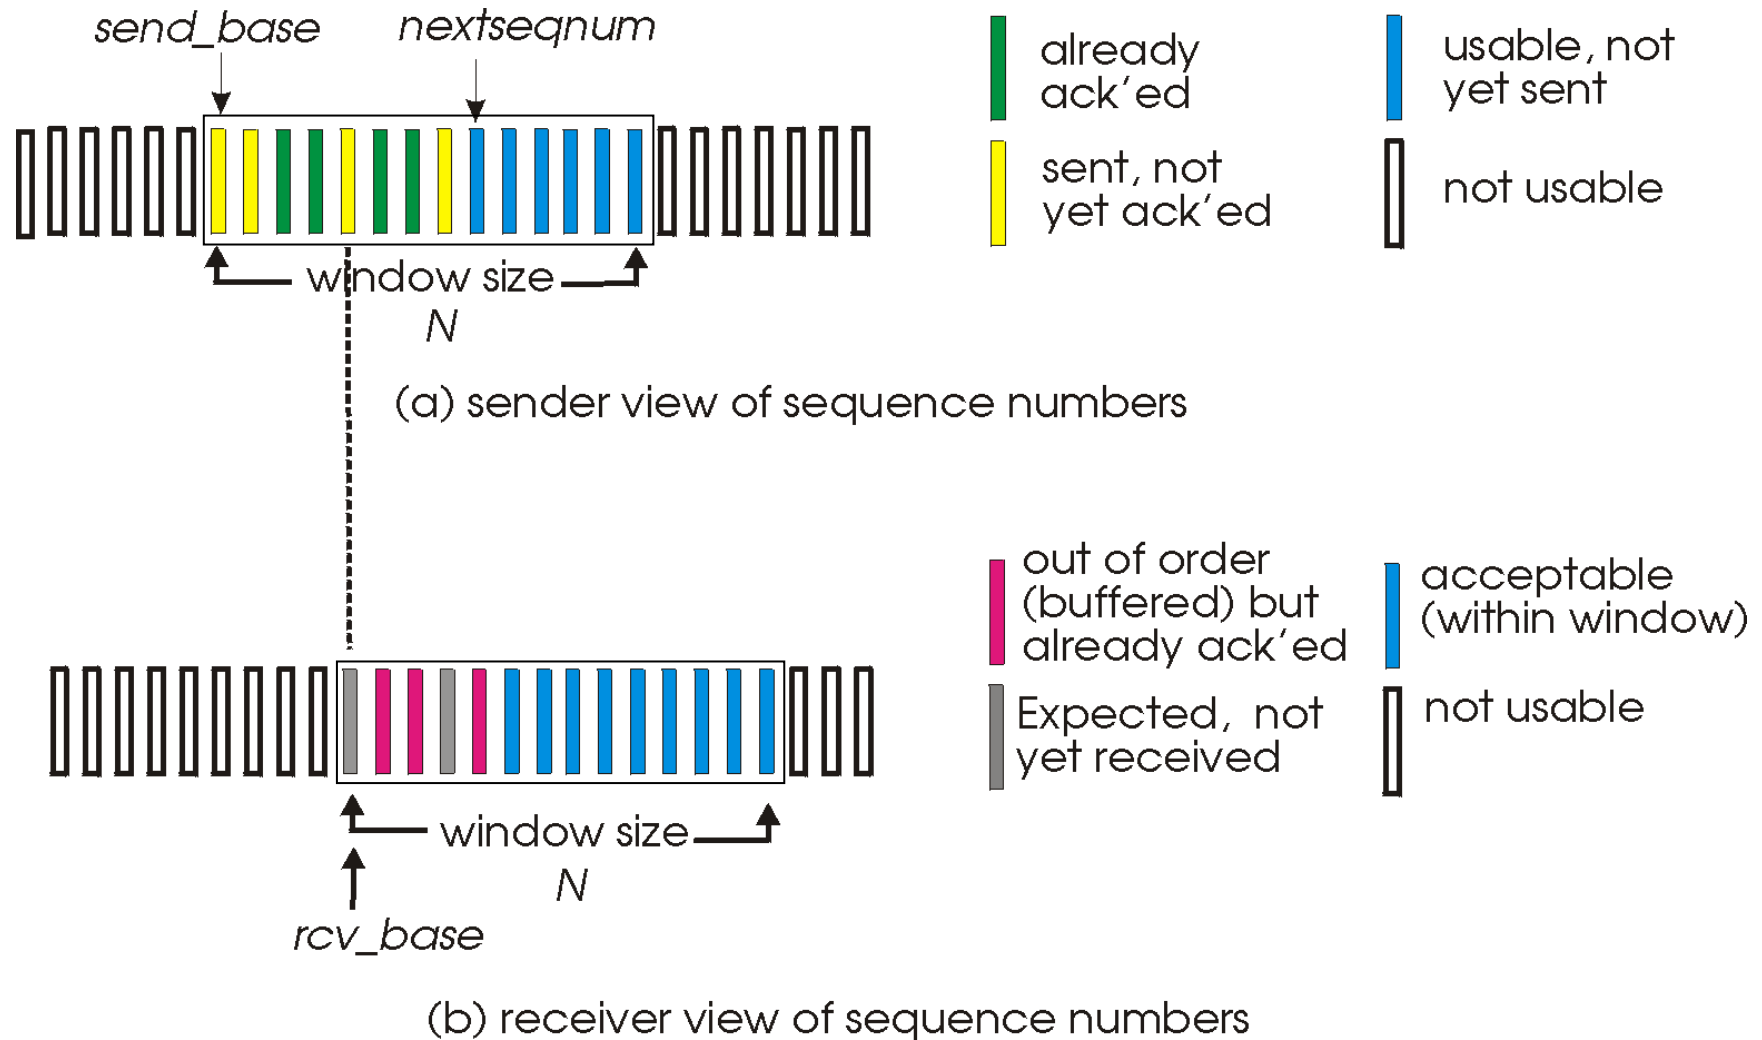 send_base
nextseqnum
already
ack'ed
usable, not
yet sent
sent, not
yet ack'ed
not usable
window size
N
(a) sender view of sequence numbers
out of order
(buffered) but
already ack'ed
acceptable
(within window)
Expected, not
yet received
not usable
window size
N
rcv_base
(b) receiver view of sequence numbers